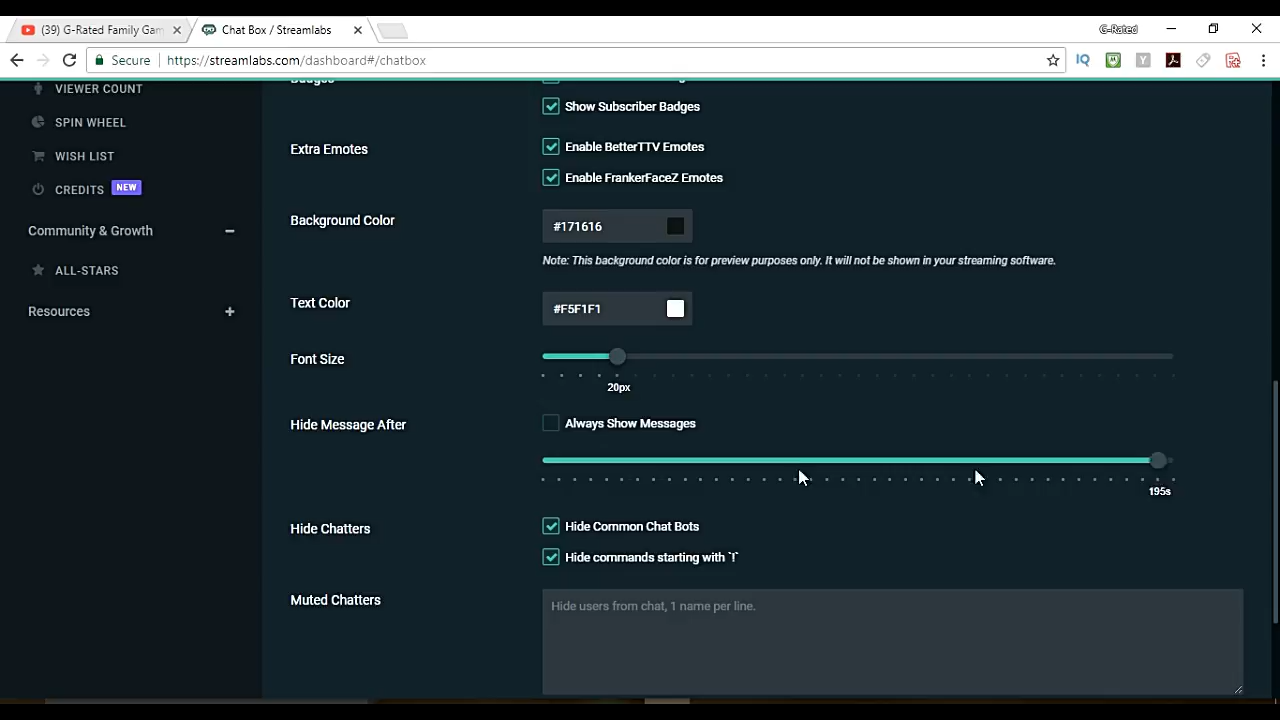 (39) G-Rated Family Gam
Chat Box / Streamlabs
G-Rated
Secure
https://streamlabs.com/dashboard#/chatbox
IQ
Y
VIEWER COUNT
SPIN WHEEL
WISH LIST
CREDITS NEW
Community & Growth
ALL-STARS
Resources
Badges
Show Subscriber Badges
Extra Emotes
Enable BetterTTV Emotes
Enable FrankerFaceZ Emotes
Background Color
#171616
Note: This background color is for preview purposes only. It will not be shown in your streaming software.
Text Color
#F5F1F1
Font Size
20px
Hide Message After
Always Show Messages
195s
Hide Chatters
Hide Common Chat Bots
Hide commands starting with `!`
Muted Chatters
Hide users from chat, 1 name per line.